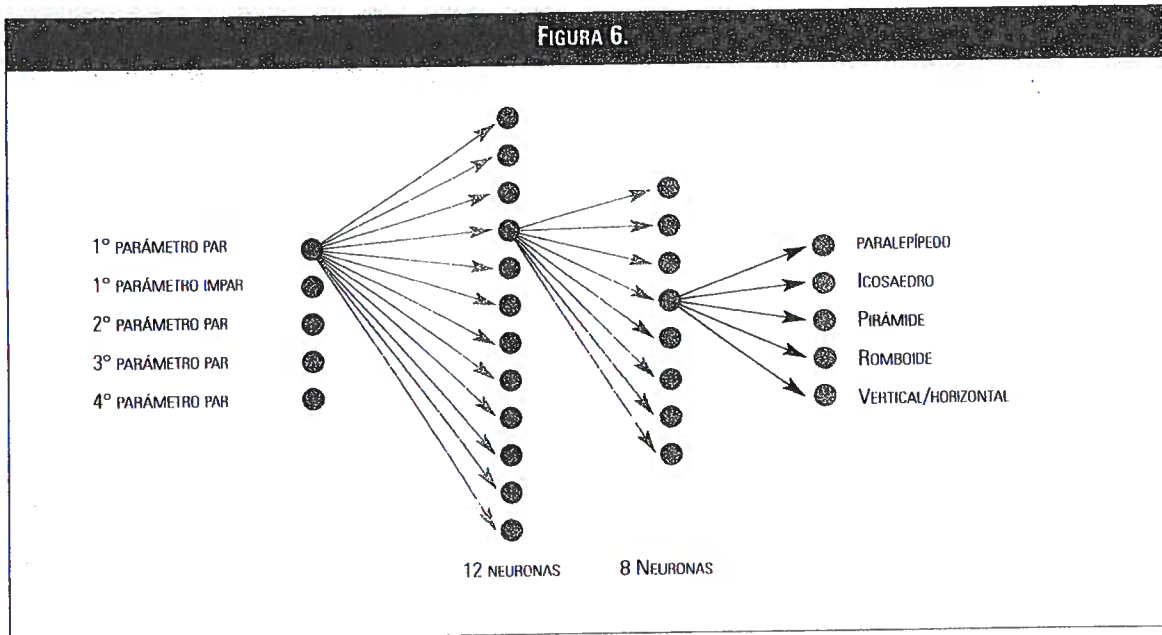 FIGURA 6.
1° PARÁMETRO PAR
1° PARÁMETRO IMPAR
2° PARÁMETRO PAR
3° PARÁMETRO PAR
4° PARÁMETRO PAR
PARALEPÍPEDO
ICOSAEDRO
PIRÁMIDE
ROMBOIDE
VERTICAL/HORIZONTAL
12 NEURONAS
8 NEURONAS